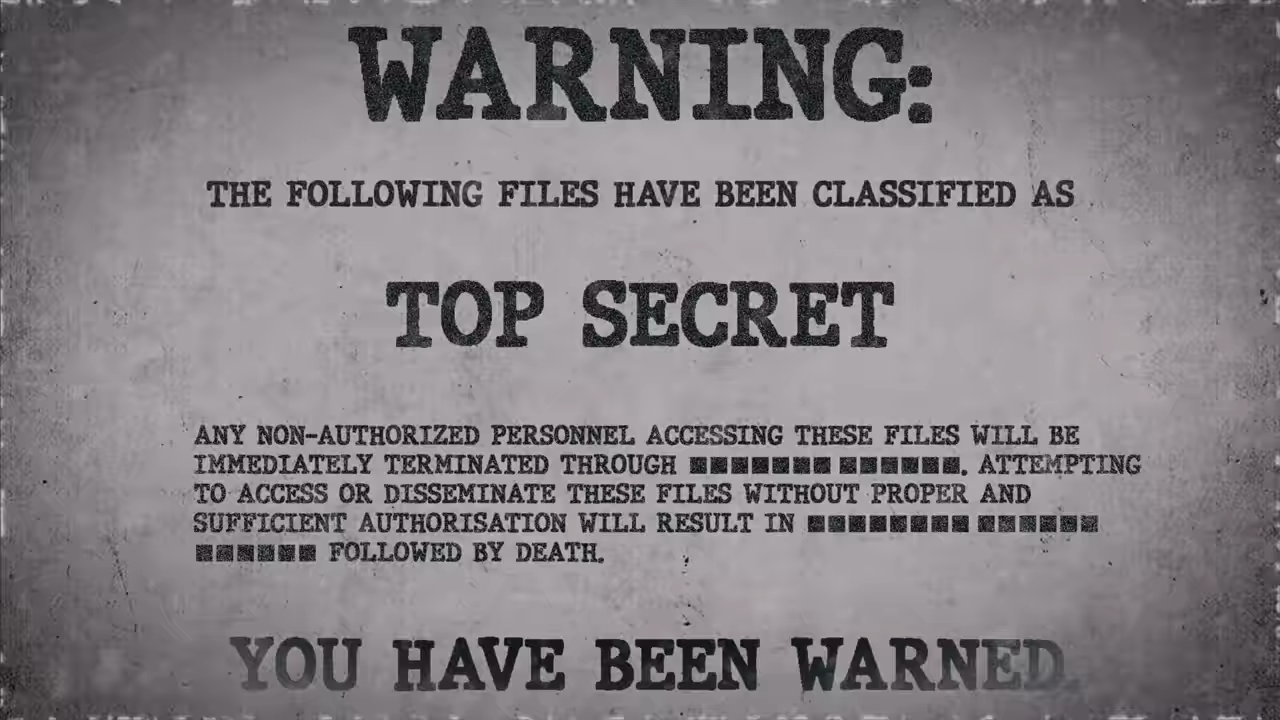 WARNING:
THE FOLLOWING FILES HAVE BEEN CLASSIFIED AS
TOP SECRET
ANY NON-AUTHORIZED PERSONNEL ACCESSING THESE FILES WILL BE
IMMEDIATELY TERMINATED THROUGH ■■■■■■■ ■■■■■■. ATTEMPTING
TO ACCESS OR DISSEMINATE THESE FILES WITHOUT PROPER AND
SUFFICIENT AUTHORISATION WILL RESULT IN ■■■■■■■■ ■■■■■■
■■■■■■ FOLLOWED BY DEATH.
YOU HAVE BEEN WARNED.